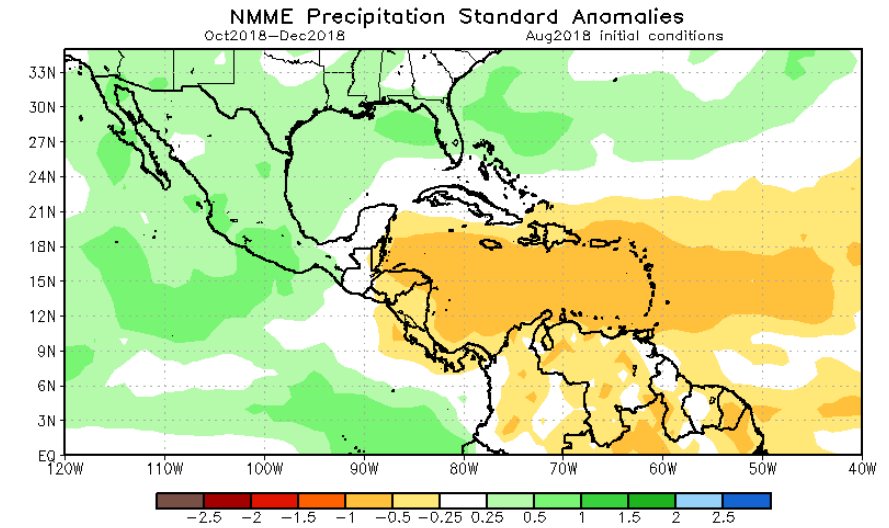 NMME Precipitation Standard Anomalies
Oct2018-Dec2018 Aug2018 initial conditions
33N
30N
27N
24N
21N
18N
15N
12N
9N
6N
3N
EQ
120W 110W 100W 90W 80W 70W 60W 50W 40W
-2.5 -2 -1.5 -1 -0.5 -0.25 0.25 0.5 1 1.5 2 2.5